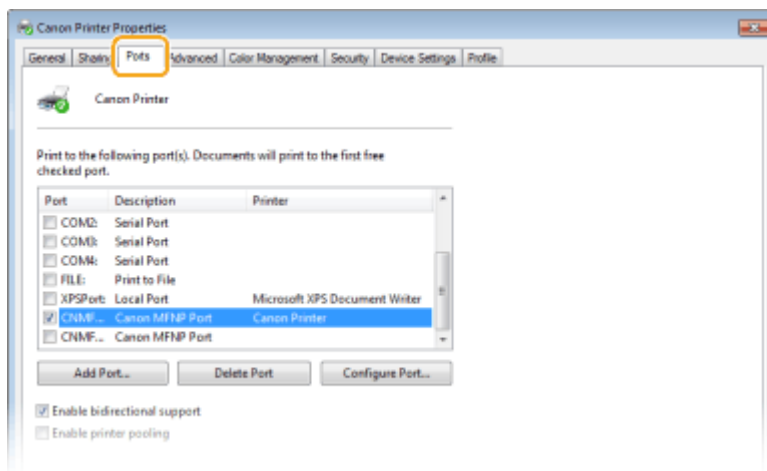 Canon Printer Properties
General Sharing Ports Advanced Color Management Security Device Settings Profile
Canon Printer
Print to the following port(s). Documents will print to the first free
checked port.
Port Description Printer
COM2: Serial Port
COM3: Serial Port
COM4: Serial Port
FILE: Print to File
XPSPort: Local Port Microsoft XPS Document Writer
CNMF... Canon MFNP Port Canon Printer
CNMF... Canon MFNP Port
Add Port... Delete Port Configure Port...
Enable bidirectional support
Enable printer pooling